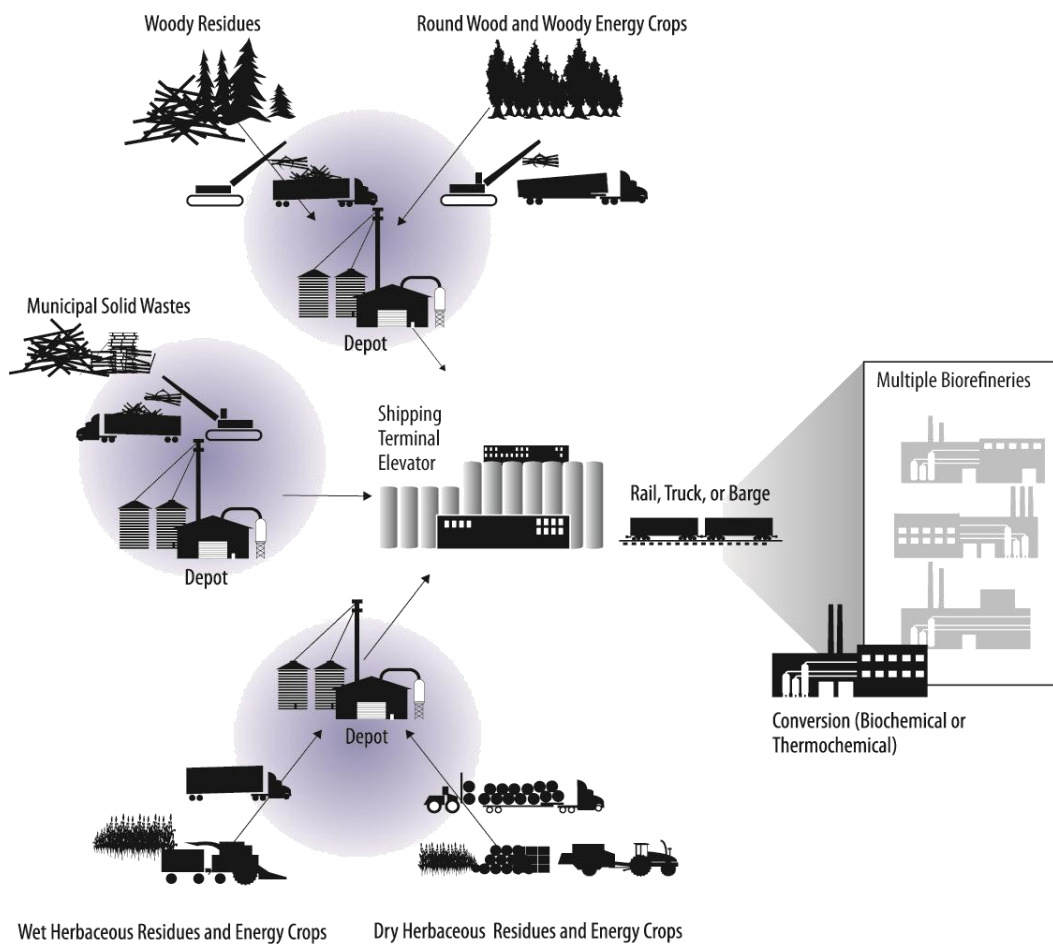 Woody Residues
Round Wood and Woody Energy Crops
Depot
Municipal Solid Wastes
Depot
Shipping
Terminal
Elevator
Rail, Truck, or Barge
Multiple Biorefineries
Conversion (Biochemical or
Thermochemical)
Depot
Wet Herbaceous Residues and Energy Crops
Dry Herbaceous Residues and Energy Crops